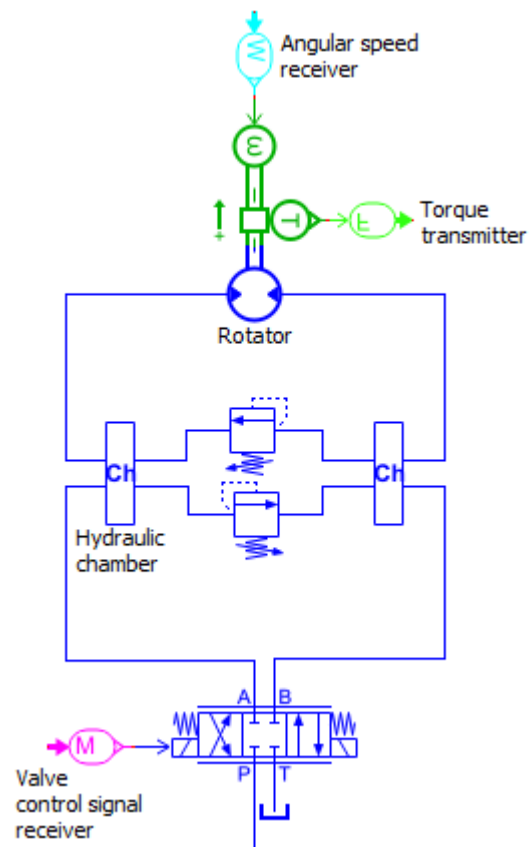 Angular speed
receiver
ω
T
T
Torque
transmitter
Rotator
Ch
Ch
Hydraulic
chamber
A B
M
P T
Valve
control signal
receiver